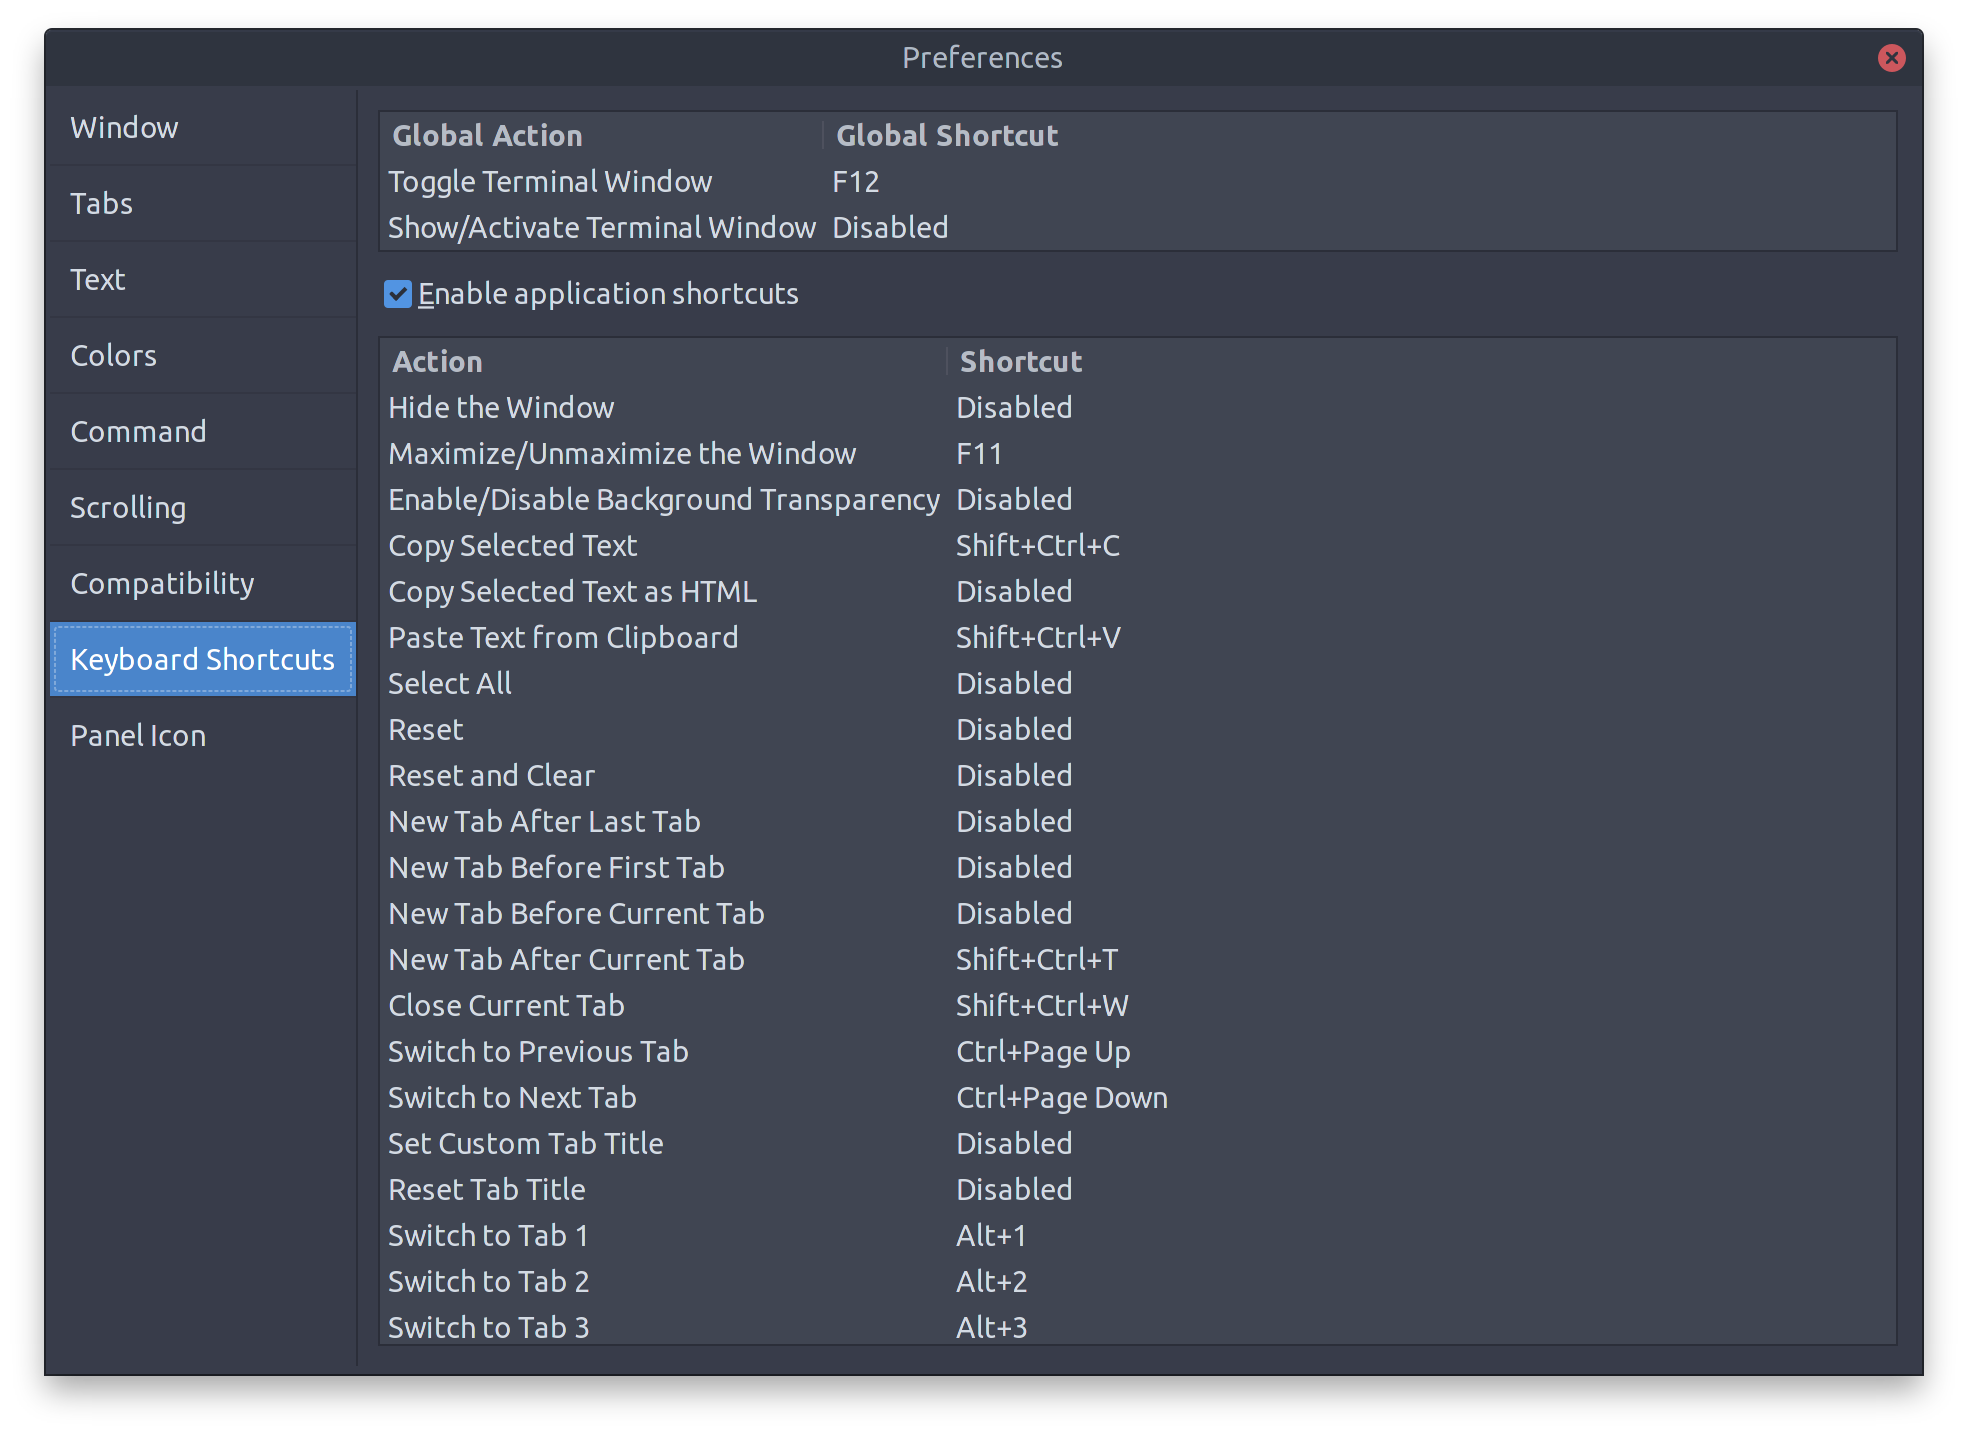 Preferences
Window
Tabs
Text
Colors
Command
Scrolling
Compatibility
Keyboard Shortcuts
Panel Icon
Global Action Global Shortcut
Toggle Terminal Window F12
Show/Activate Terminal Window Disabled
Enable application shortcuts
Action Shortcut
Hide the Window Disabled
Maximize/Unmaximize the Window F11
Enable/Disable Background Transparency Disabled
Copy Selected Text Shift+Ctrl+C
Copy Selected Text as HTML Disabled
Paste Text from Clipboard Shift+Ctrl+V
Select All Disabled
Reset Disabled
Reset and Clear Disabled
New Tab After Last Tab Disabled
New Tab Before First Tab Disabled
New Tab Before Current Tab Disabled
New Tab After Current Tab Shift+Ctrl+T
Close Current Tab Shift+Ctrl+W
Switch to Previous Tab Ctrl+Page Up
Switch to Next Tab Ctrl+Page Down
Set Custom Tab Title Disabled
Reset Tab Title Disabled
Switch to Tab 1 Alt+1
Switch to Tab 2 Alt+2
Switch to Tab 3 Alt+3